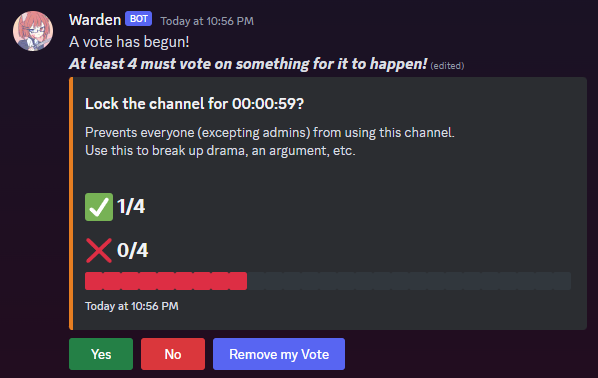 Warden BOT Today at 10:56 PM
A vote has begun!
At least 4 must vote on something for it to happen! (edited)
Lock the channel for 00:00:59?
Prevents everyone (excepting admins) from using this channel.
Use this to break up drama, an argument, etc.
1/4
0/4
Today at 10:56 PM
Yes No Remove my Vote